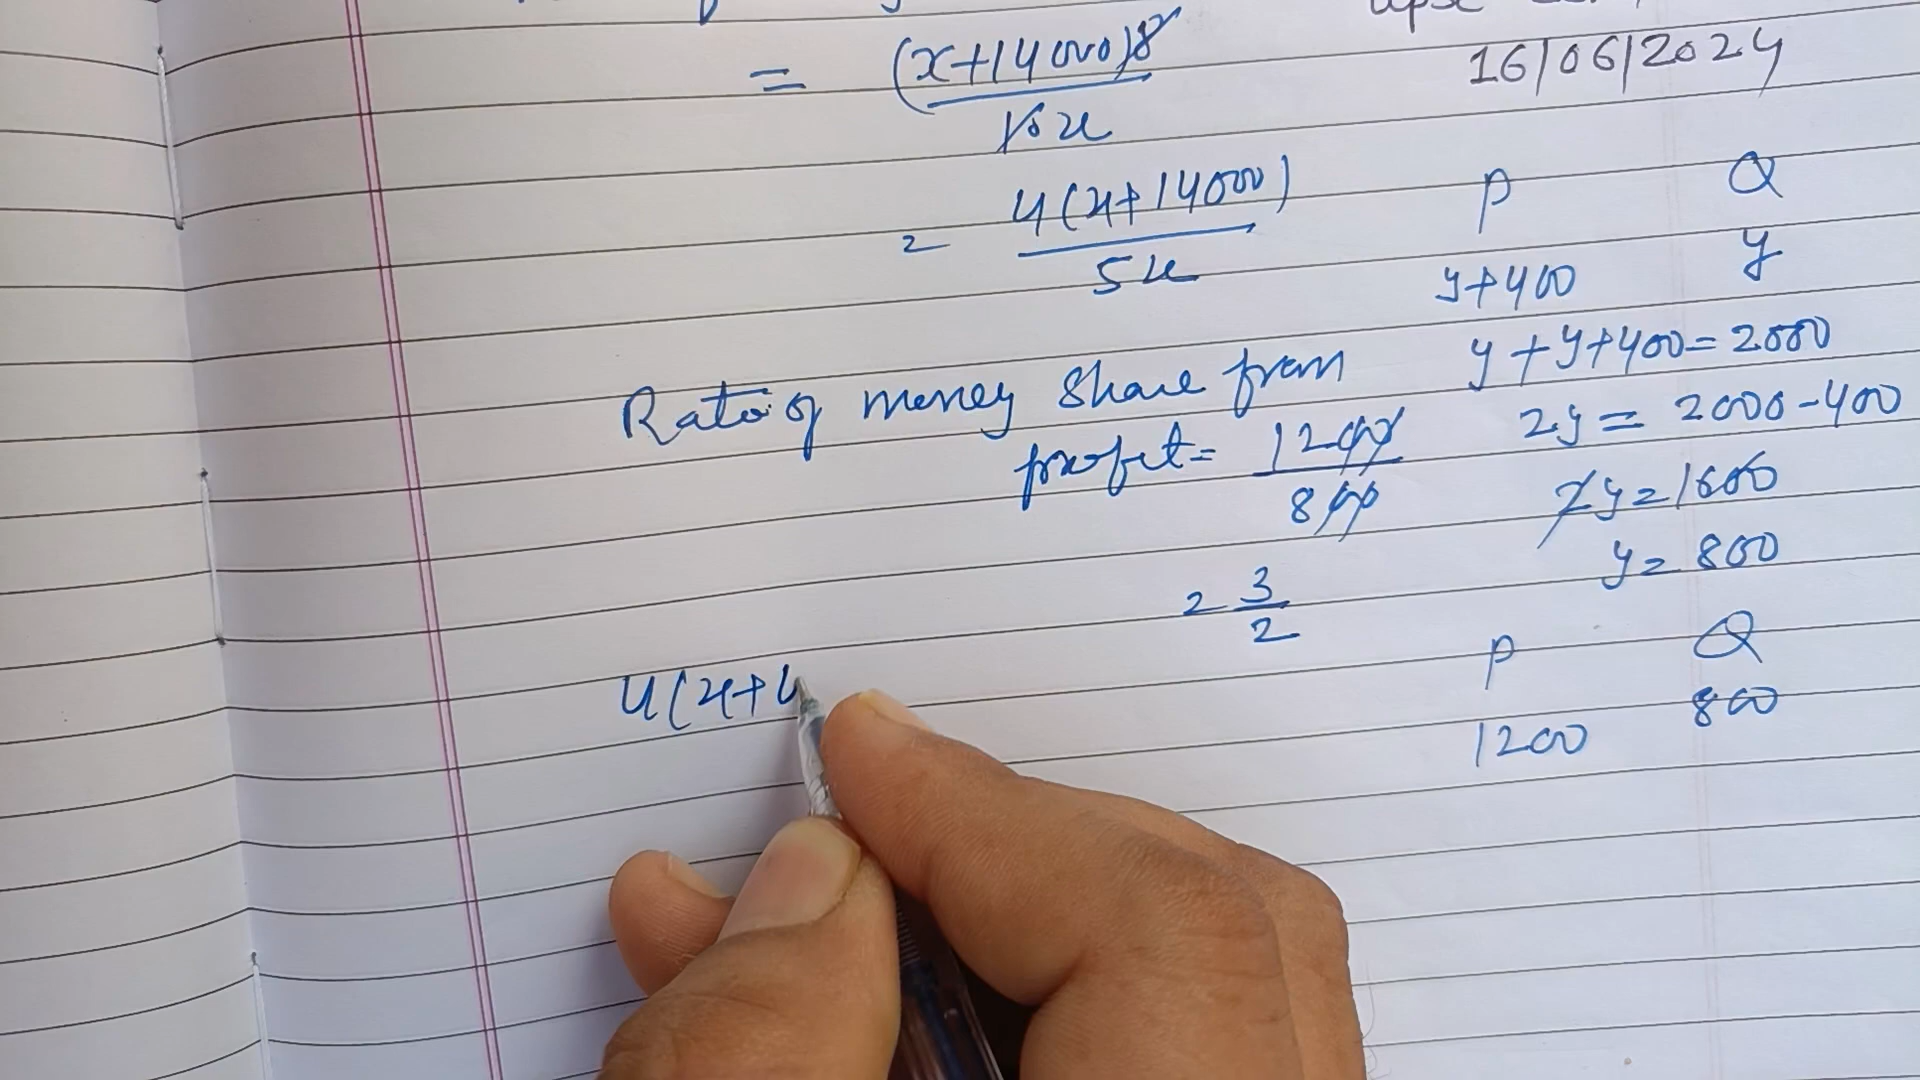 = (x+14000)8
10x
= 4(x+14000)
5x
Ratio of money share from
profit = 1200
800
= 3
2
4(x+1
16/06/2024
P Q
y+400 y
y+y+400=2000
2y = 2000-400
2y=1600
y=800
P Q
1200 800